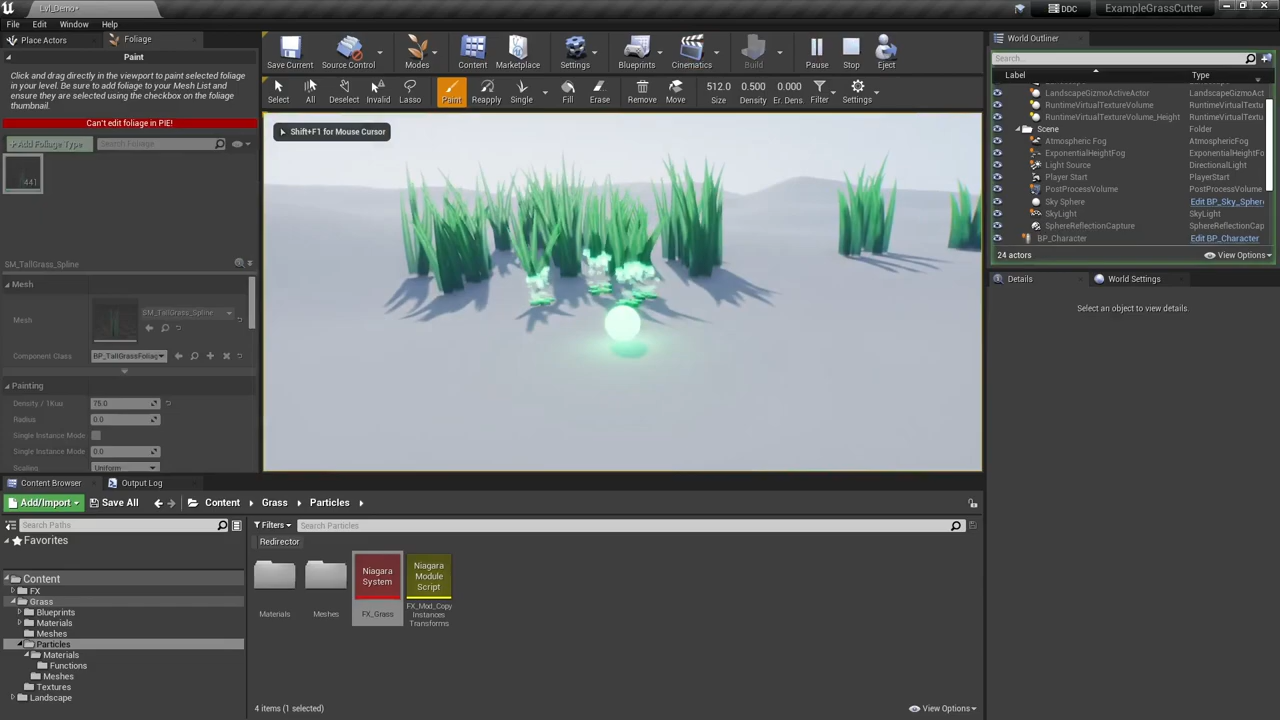 Lvl_Demo*
DDC
ExampleGrassCutter
File
Edit
Window
Help
Place Actors
Foliage
World Outliner
Paint
Click and drag directly in the viewport to paint selected foliage
in your level. Be sure to add foliage to your Mesh List and
ensure they are selected using the checkbox on the foliage
thumbnail.
Can't edit foliage in PIE!
+Add Foliage Type
Search Foliage
441
SM_TallGrass_Spline
Mesh
Mesh
SM_TallGrass_Spline
Component Class
BP_TallGrassFoliag
Painting
Density / 1Kuu
75.0
Radius
0.0
Single Instance Mode
Single Instance Mode
0.0
Scaling
Uniform
Save Current
Source Control
Modes
Content
Marketplace
Settings
Blueprints
Cinematics
Build
Pause
Stop
Eject
Select
All
Deselect
Invalid
Lasso
Paint
Reapply
Single
Fill
Erase
Remove
Move
512.0
Size
0.500
Density
0.000
Er. Dens.
Filter
Settings
Shift+F1 for Mouse Cursor
Search...
Label
Type
LandscapeGizmoActiveActor
LandscapeGizmoActi
RuntimeVirtualTextureVolume
RuntimeVirtualTextu
RuntimeVirtualTextureVolume_Height
RuntimeVirtualTextu
Scene
Folder
Atmospheric Fog
AtmosphericFog
ExponentialHeightFog
ExponentialHeightFo
Light Source
DirectionalLight
Player Start
PlayerStart
PostProcessVolume
PostProcessVolume
Sky Sphere
Edit BP_Sky_Sphere
SkyLight
SkyLight
SphereReflectionCapture
SphereReflectionCap
BP_Character
Edit BP_Character
24 actors
View Options
Details
World Settings
Select an object to view details.
Content Browser
Output Log
Add/Import
Save All
Content
Grass
Particles
Search Paths
Filters
Search Particles
Favorites
Redirector
Content
FX
Grass
Blueprints
Materials
Meshes
Particles
Materials
Functions
Meshes
Textures
Landscape
Materials
Meshes
Niagara
System
FX_Grass
Niagara
Module
Script
FX_Mod_Copy
Instances
Transforms
4 items (1 selected)
View Options